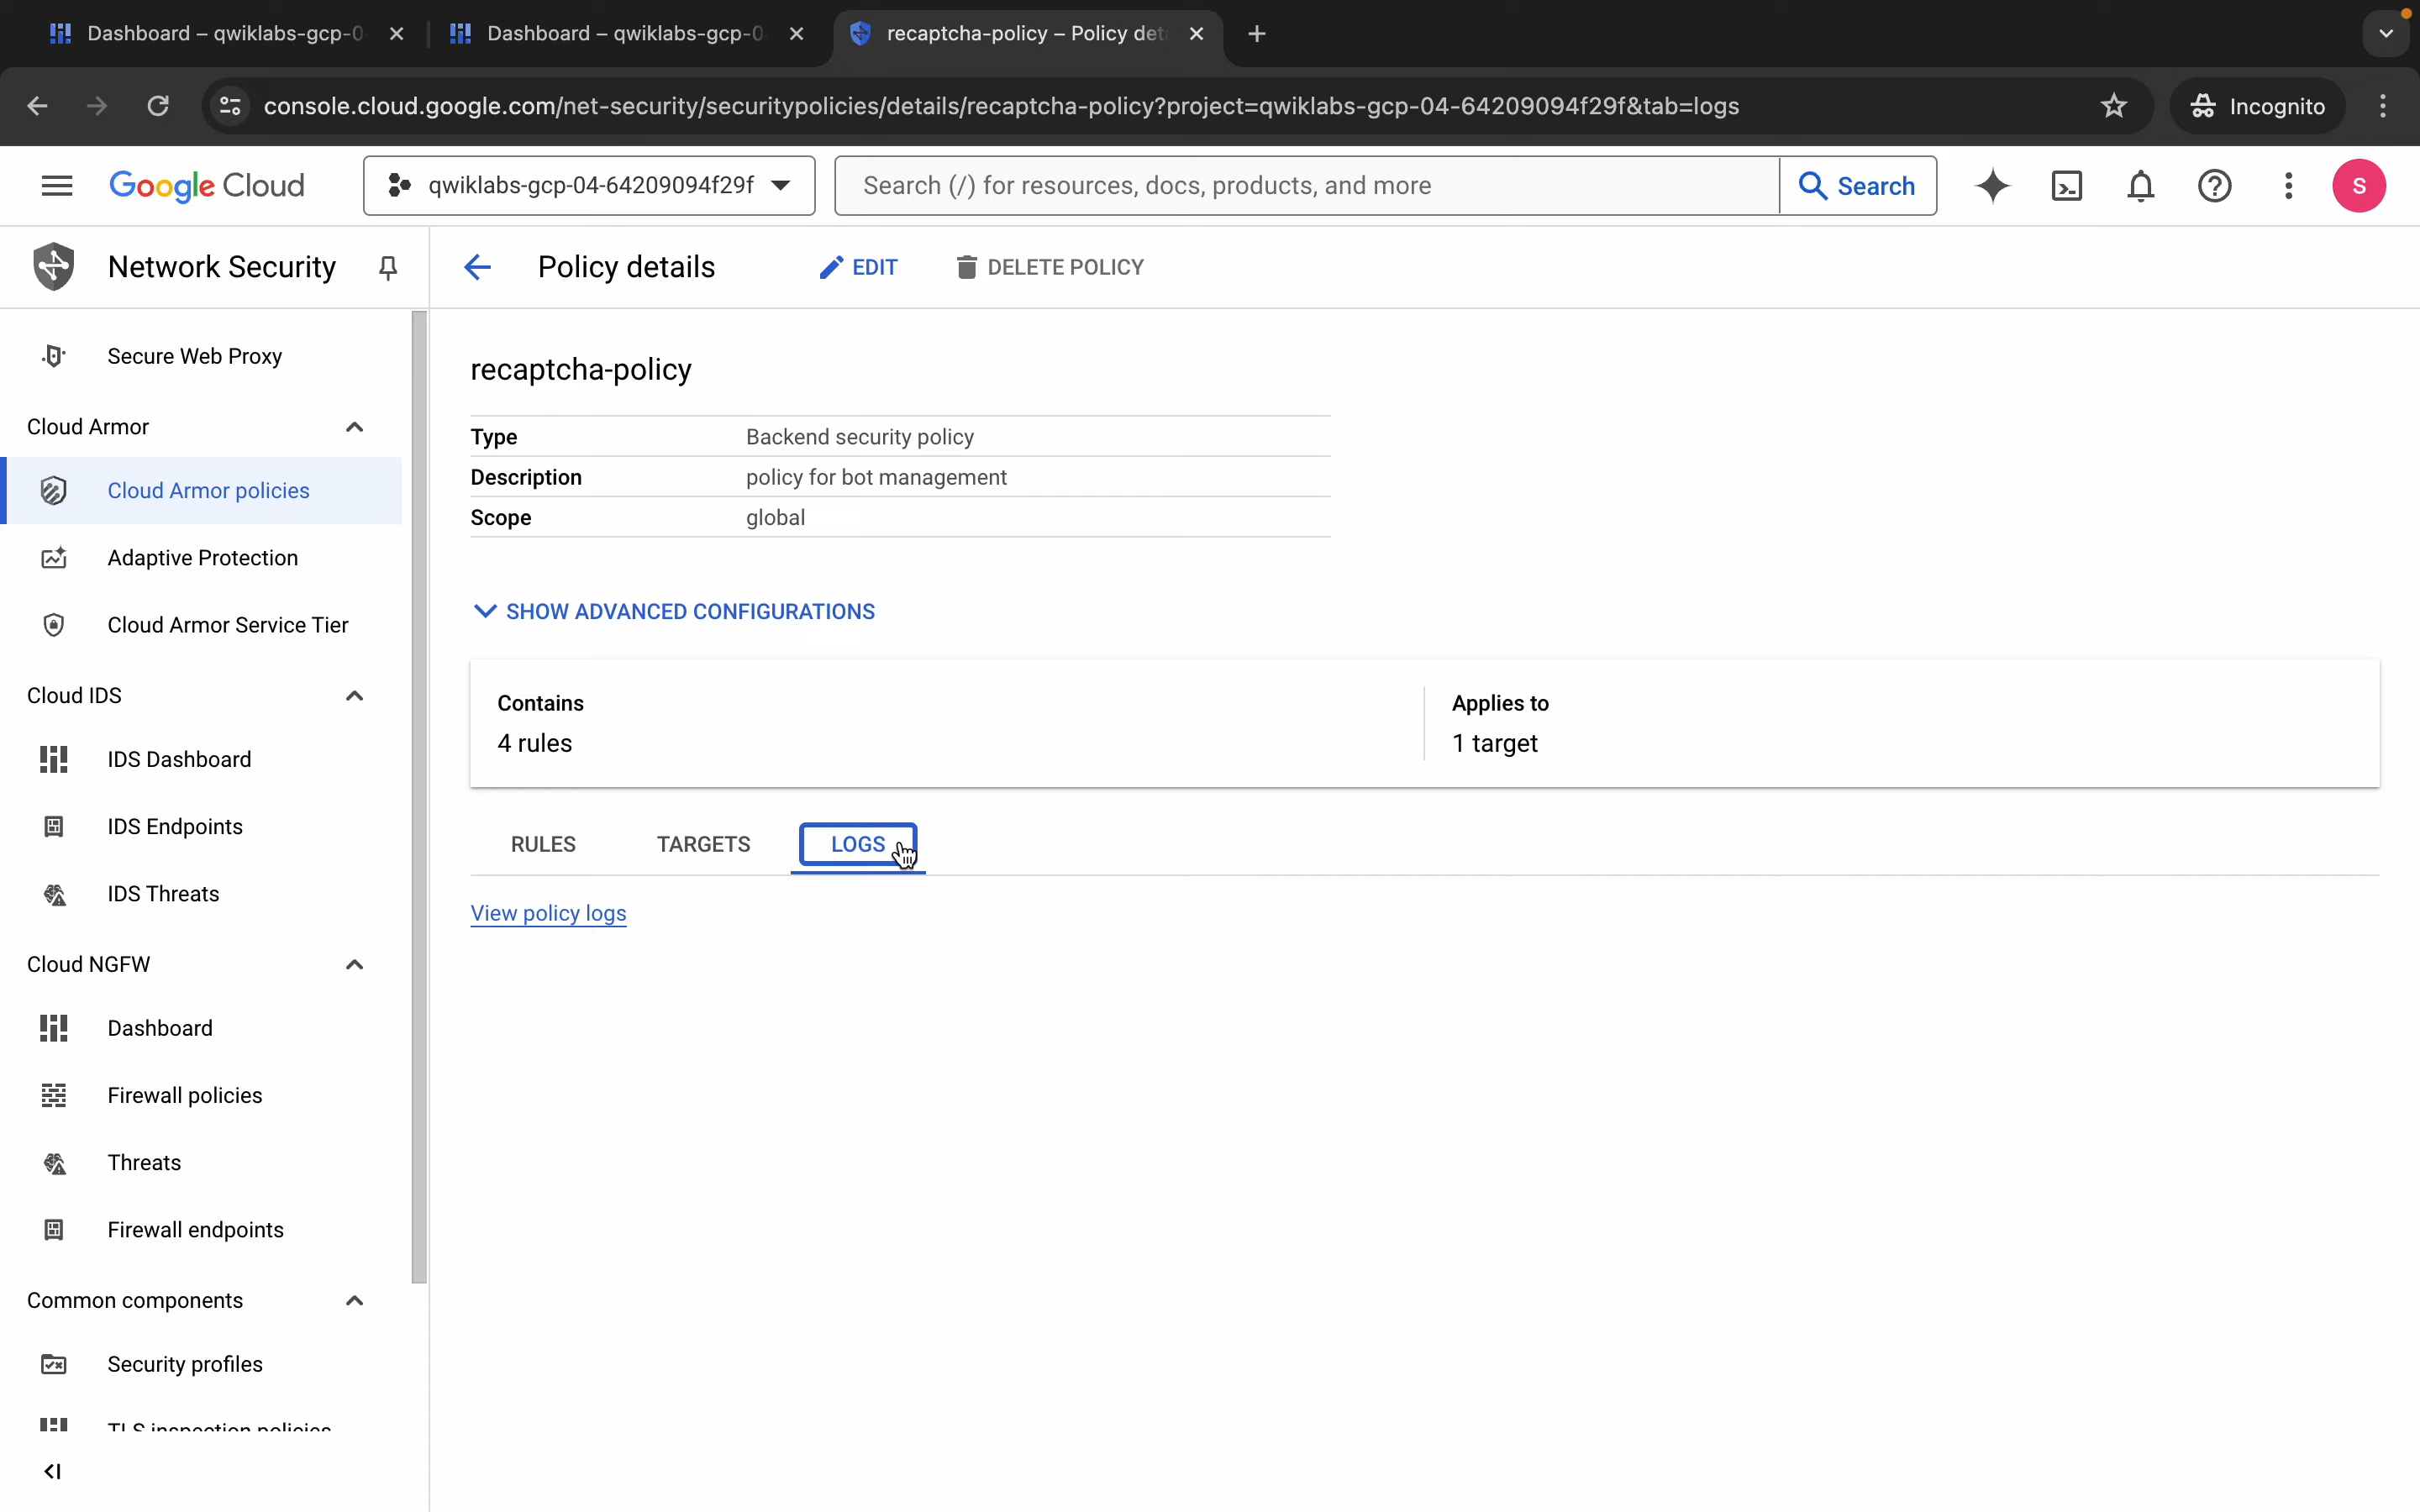 Dashboard – qwiklabs-gcp-0
Dashboard – qwiklabs-gcp-0
recaptcha-policy – Policy det
console.cloud.google.com/net-security/securitypolicies/details/recaptcha-policy?project=qwiklabs-gcp-04-64209094f29f&tab=logs
Incognito
Google Cloud
qwiklabs-gcp-04-64209094f29f
Search (/) for resources, docs, products, and more
Search
S
Network Security
Policy details
EDIT
DELETE POLICY
Secure Web Proxy
Cloud Armor
Cloud Armor policies
Adaptive Protection
Cloud Armor Service Tier
Cloud IDS
IDS Dashboard
IDS Endpoints
IDS Threats
Cloud NGFW
Dashboard
Firewall policies
Threats
Firewall endpoints
Common components
Security profiles
TLS inspection policies
recaptcha-policy
Type Backend security policy
Description policy for bot management
Scope global
SHOW ADVANCED CONFIGURATIONS
Contains
4 rules
Applies to
1 target
RULES TARGETS LOGS
View policy logs